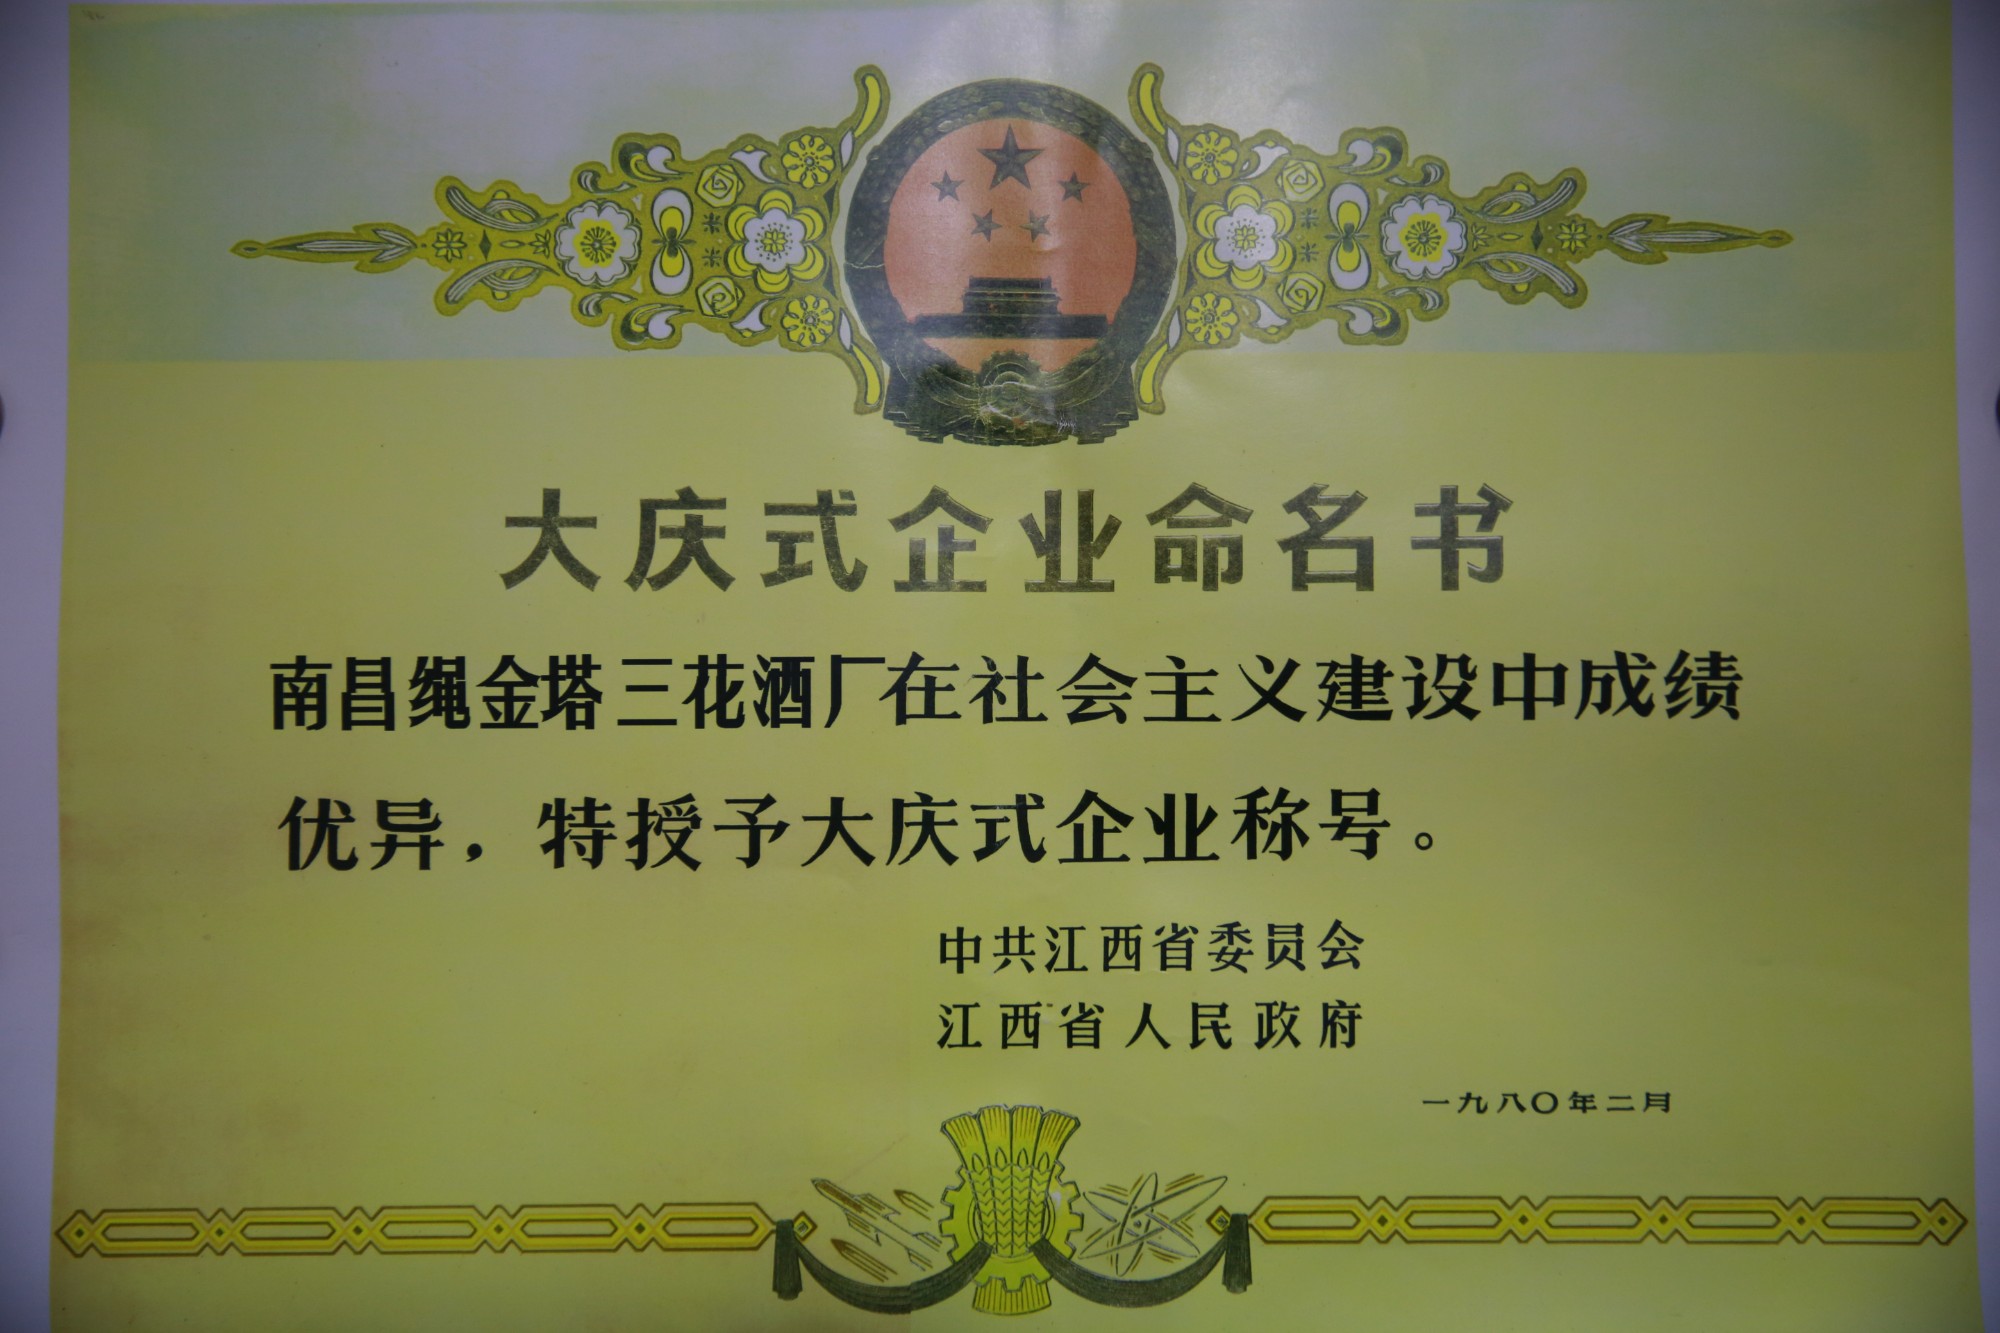 大庆式企业命名书
南昌绳金塔三花酒厂在社会主义建设中成绩
优异，特授予大庆式企业称号。
中共江西省委员会
江西省人民政府
一九八〇年二月